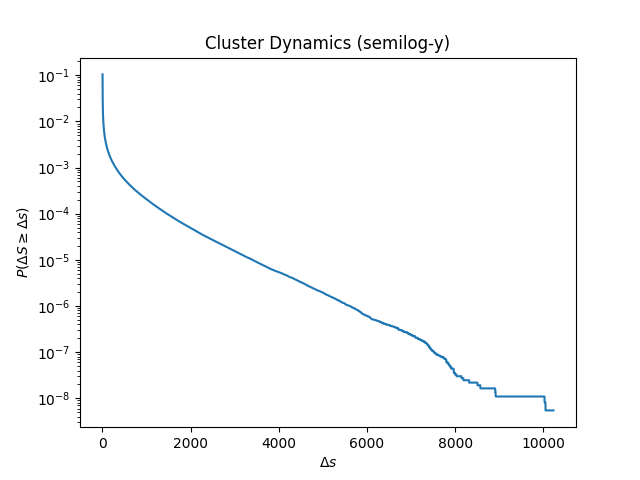 Cluster Dynamics (semilog-y)
10⁻¹
10⁻²
10⁻³
10⁻⁴
10⁻⁵
10⁻⁶
10⁻⁷
10⁻⁸
P(ΔS ≥ Δs)
0 2000 4000 6000 8000 10000
Δs